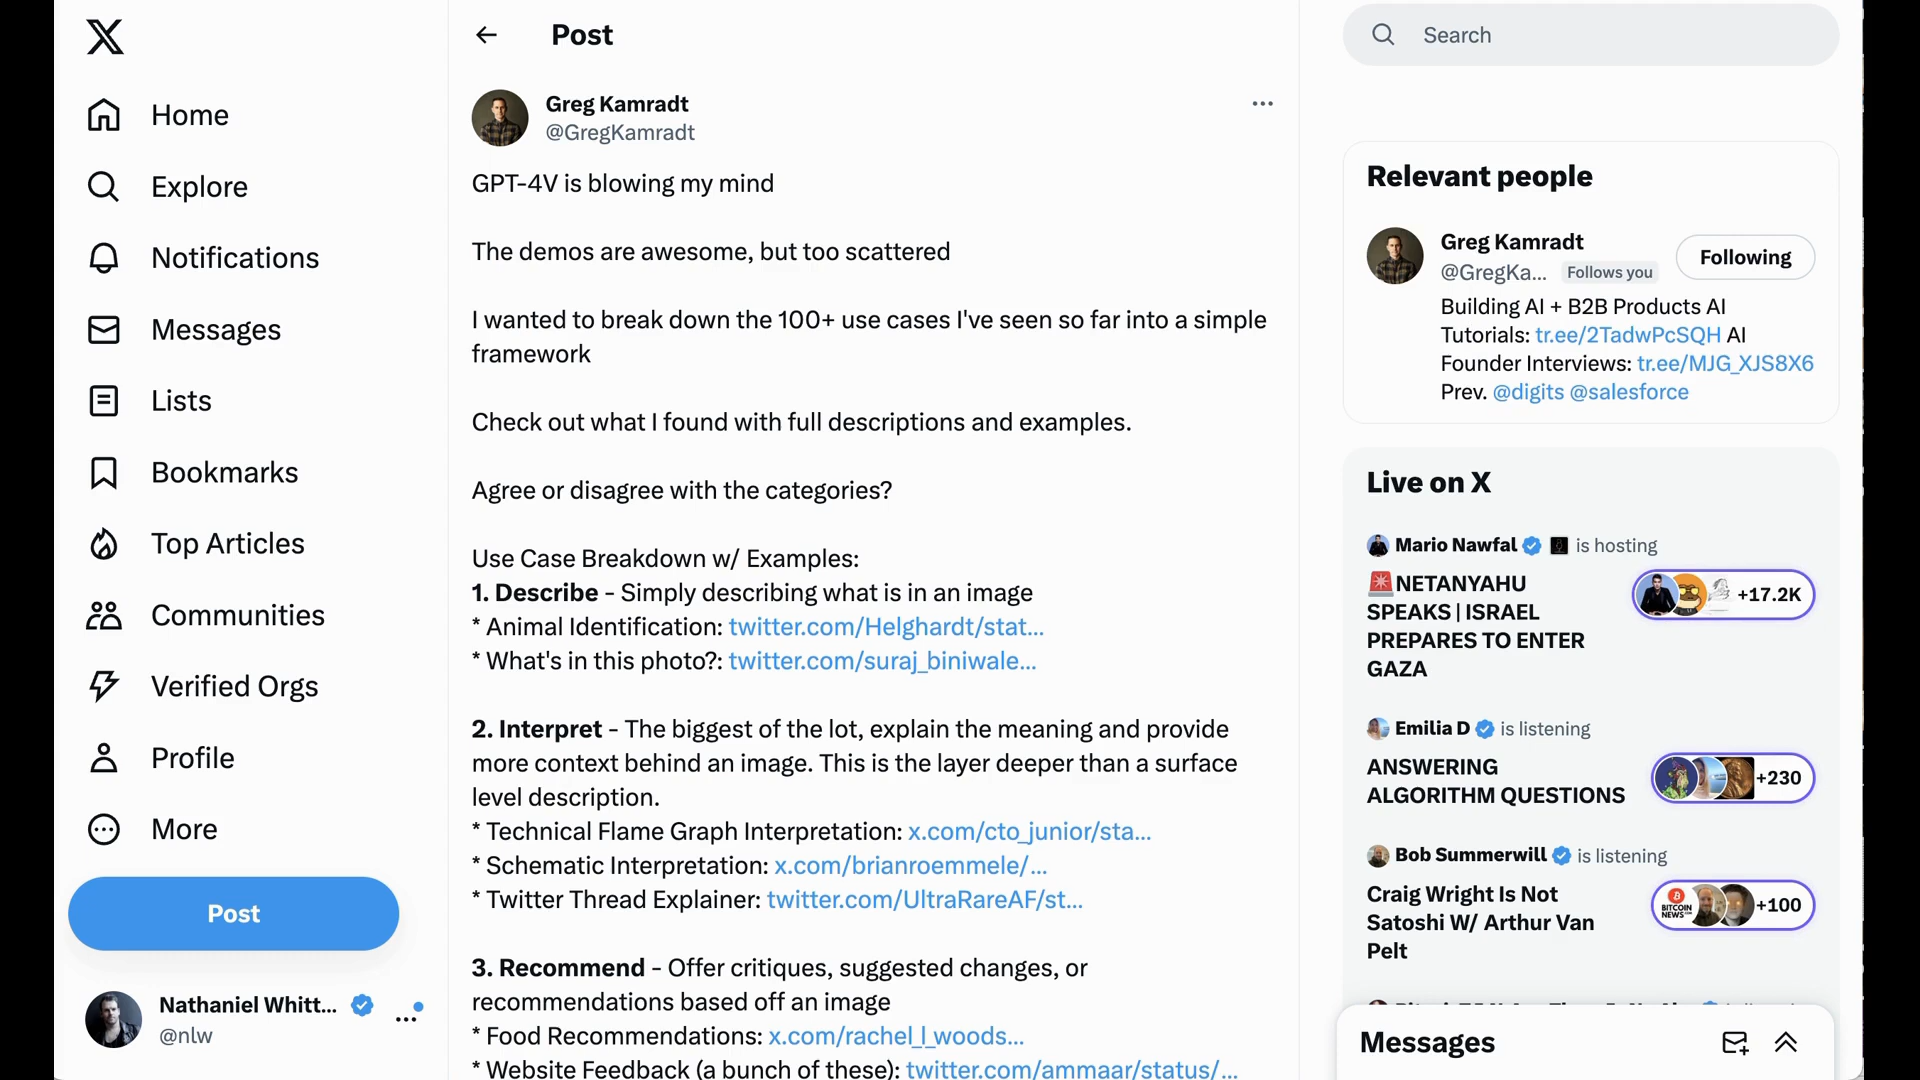 Home
Explore
Notifications
Messages
Lists
Bookmarks
Top Articles
Communities
Verified Orgs
Profile
More
Post
Nathaniel Whitt...
@nlw
Post
Greg Kamradt
@GregKamradt
GPT-4V is blowing my mind
The demos are awesome, but too scattered
I wanted to break down the 100+ use cases I've seen so far into a simple
framework
Check out what I found with full descriptions and examples.
Agree or disagree with the categories?
Use Case Breakdown w/ Examples:
1. Describe - Simply describing what is in an image
* Animal Identification: twitter.com/Helghardt/stat...
* What's in this photo?: twitter.com/suraj_biniwale...
2. Interpret - The biggest of the lot, explain the meaning and provide
more context behind an image. This is the layer deeper than a surface
level description.
* Technical Flame Graph Interpretation: x.com/cto_junior/sta...
* Schematic Interpretation: x.com/brianroemmele/...
* Twitter Thread Explainer: twitter.com/UltraRareAF/st...
3. Recommend - Offer critiques, suggested changes, or
recommendations based off an image
* Food Recommendations: x.com/rachel_l_woods...
* Website Feedback (a bunch of these): twitter.com/ammaar/status/...
Search
Relevant people
Greg Kamradt
@GregKa... Follows you
Following
Building AI + B2B Products AI
Tutorials: tr.ee/2TadwPcSQH AI
Founder Interviews: tr.ee/MJG_XJS8X6
Prev. @digits @salesforce
Live on X
Mario Nawfal is hosting
🚨NETANYAHU
SPEAKS | ISRAEL
PREPARES TO ENTER
GAZA
+17.2K
Emilia D is listening
ANSWERING
ALGORITHM QUESTIONS
+230
Bob Summerwill is listening
Craig Wright Is Not
Satoshi W/ Arthur Van
Pelt
BITCOIN
NEWS
+100
Messages